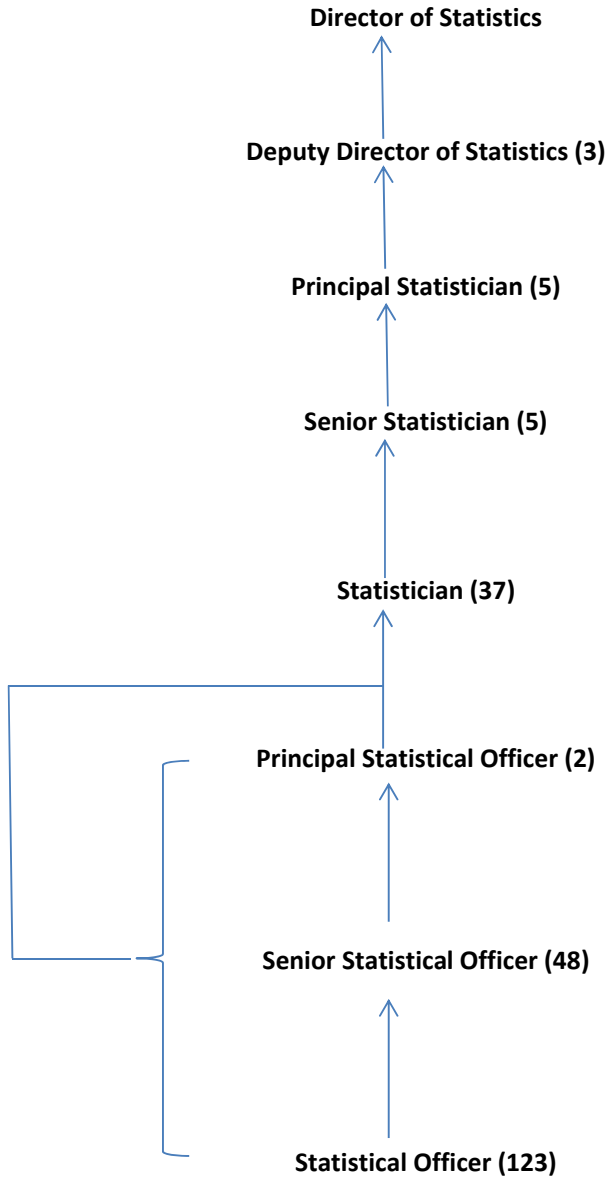 Director of Statistics
Deputy Director of Statistics (3)
Principal Statistician (5)
Senior Statistician (5)
Statistician (37)
Principal Statistical Officer (2)
Senior Statistical Officer (48)
Statistical Officer (123)